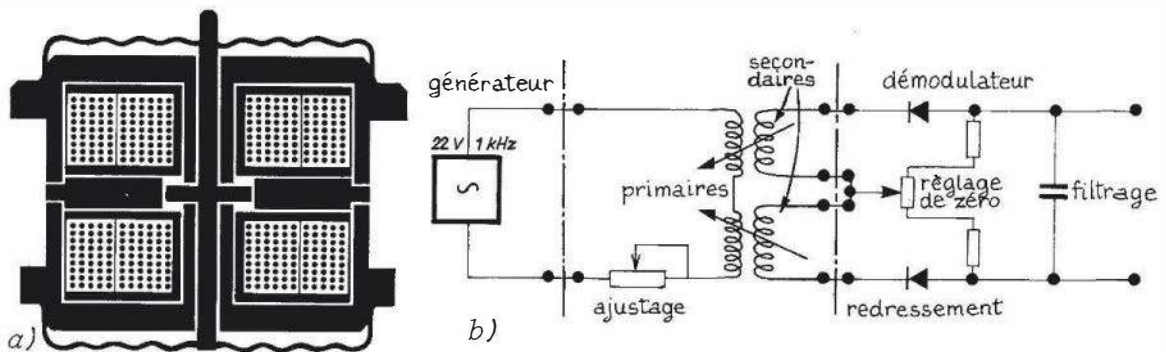 a)
générateur
22 V 1 kHz
ajustage
b)
primaires
secon-
daires
démodulateur
règlage
de zéro
filtrage
redressement